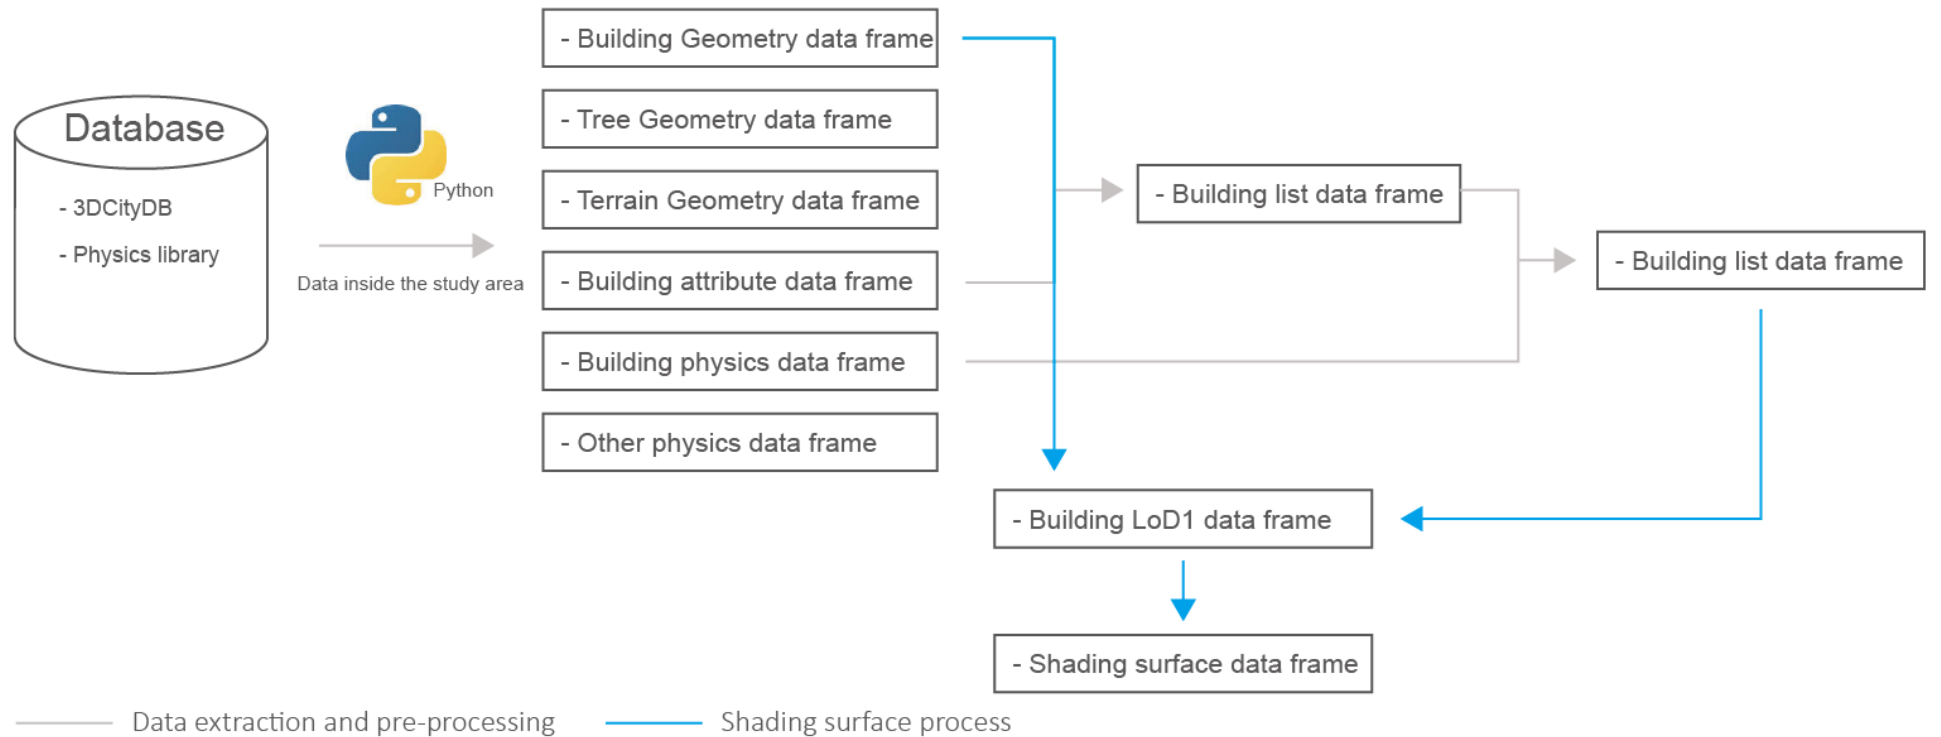 Database
- 3DCityDB
- Physics library
Python
Data inside the study area
- Building Geometry data frame
- Tree Geometry data frame
- Terrain Geometry data frame
- Building attribute data frame
- Building physics data frame
- Other physics data frame
- Building list data frame
- Building list data frame
- Building LoD1 data frame
- Shading surface data frame
Data extraction and pre-processing
Shading surface process